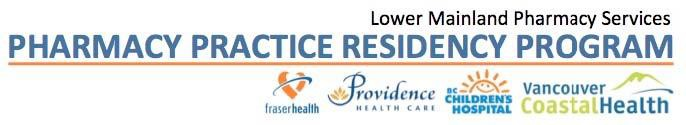 Lower Mainland Pharmacy Services
PHARMACY PRACTICE RESIDENCY PROGRAM
fraserhealth
Providence
HEALTH CARE
BC
CHILDREN'S
HOSPITAL
Vancouver
CoastalHealth